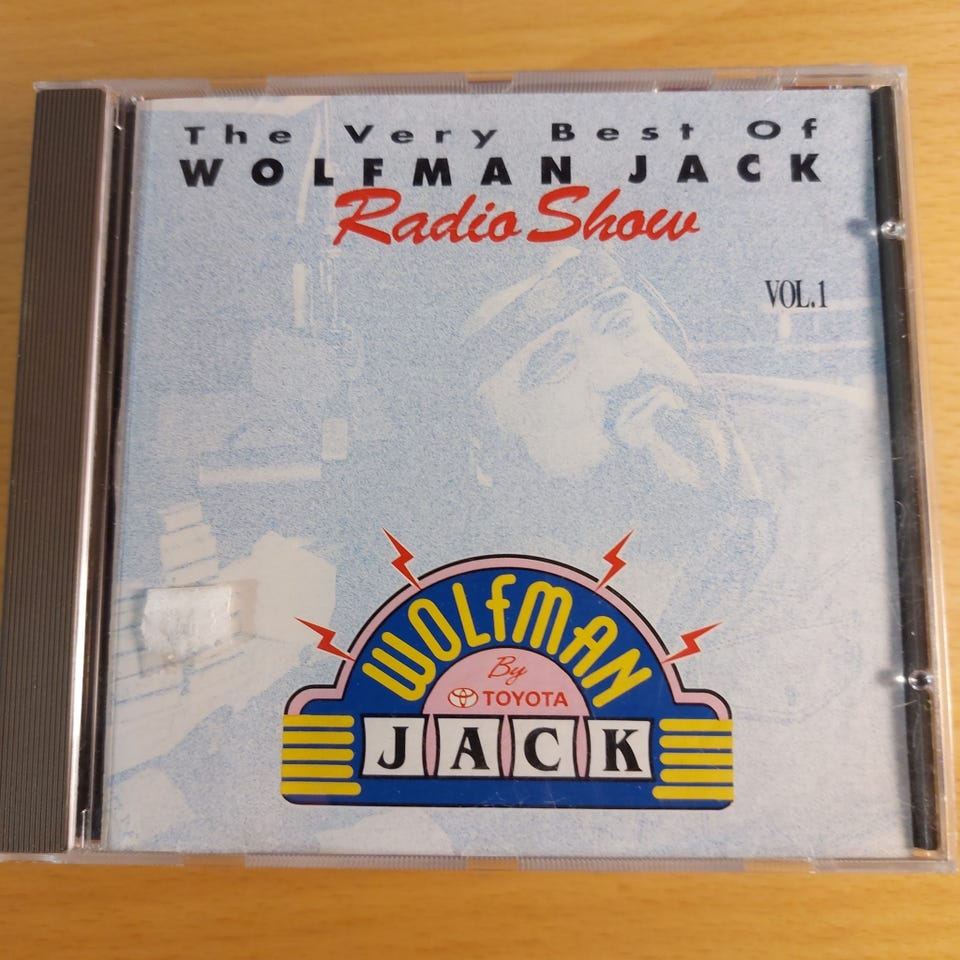 The Very Best Of
WOLFMAN JACK
Radio Show
VOL.1
WOLFMAN
By
TOYOTA
JACK